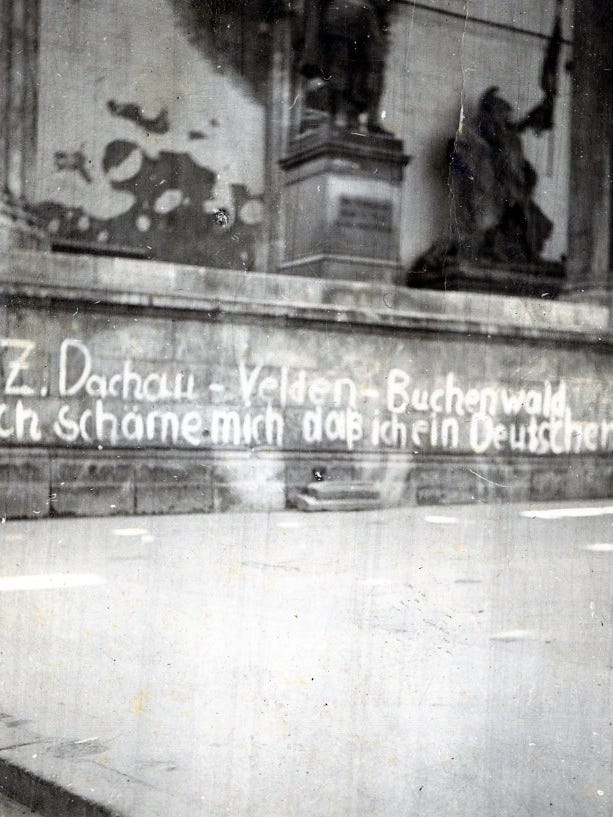 Z. Dachau - Velden - Buchenwald
ch schäme mich daß ich ein Deutscher